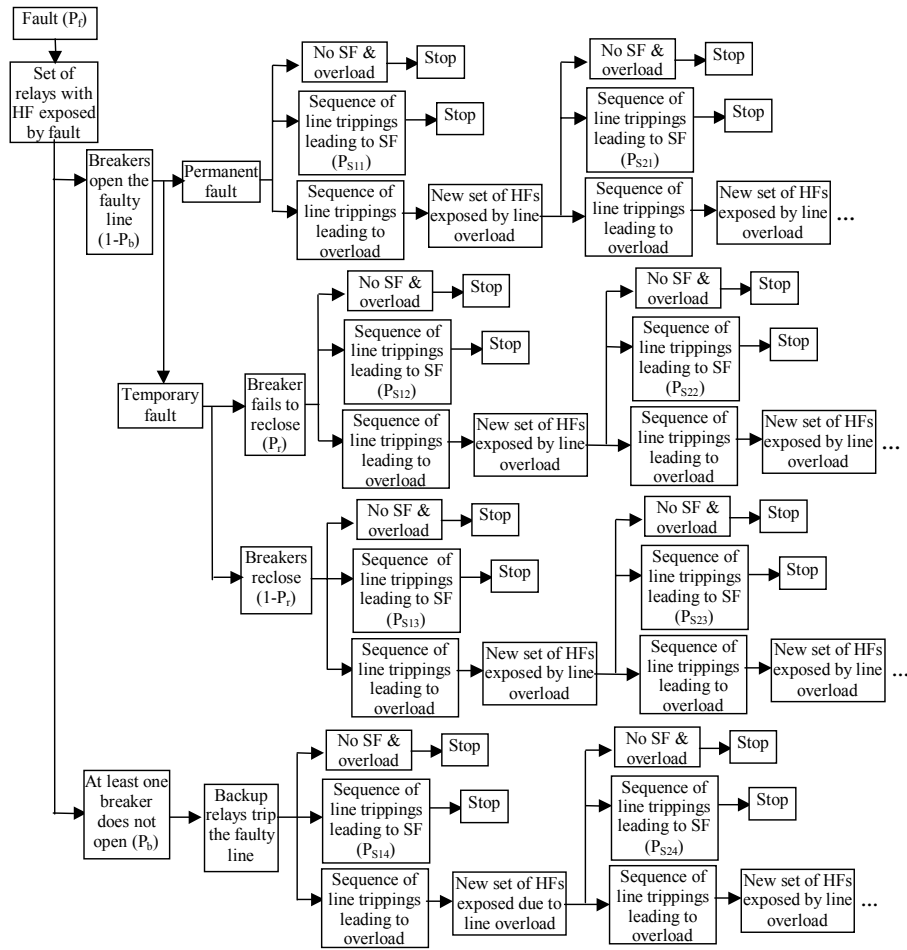 Fault (Pf)
Set of
relays with
HF exposed
by fault
Breakers
open the
faulty
line
(1-Pb)
Permanent
fault
No SF &
overload
Stop
Sequence of
line trippings
leading to SF
(PS11)
Stop
Sequence of
line trippings
leading to
overload
New set of HFs
exposed by line
overload
No SF &
overload
Stop
Sequence of
line trippings
leading to SF
(PS21)
Stop
Sequence of
line trippings
leading to
overload
New set of HFs
exposed by line
overload
...
Temporary
fault
Breaker
fails to
reclose
(Pr)
No SF &
overload
Stop
Sequence of
line trippings
leading to SF
(PS12)
Stop
Sequence of
line trippings
leading to
overload
New set of HFs
exposed by line
overload
No SF &
overload
Stop
Sequence of
line trippings
leading to SF
(PS22)
Stop
Sequence of
line trippings
leading to
overload
New set of HFs
exposed by line
overload
...
Breakers
reclose
(1-Pr)
No SF &
overload
Stop
Sequence of
line trippings
leading to SF
(PS13)
Stop
Sequence of
line trippings
leading to
overload
New set of HFs
exposed by line
overload
No SF &
overload
Stop
Sequence of
line trippings
leading to SF
(PS23)
Stop
Sequence of
line trippings
leading to
overload
New set of HFs
exposed by line
overload
...
At least one
breaker
does not
open (Pb)
Backup
relays trip
the faulty
line
No SF &
overload
Stop
Sequence of
line trippings
leading to SF
(PS14)
Stop
Sequence of
line trippings
leading to
overload
New set of HFs
exposed due to
line overload
No SF &
overload
Stop
Sequence of
line trippings
leading to SF
(PS24)
Stop
Sequence of
line trippings
leading to
overload
New set of HFs
exposed by line
overload
...